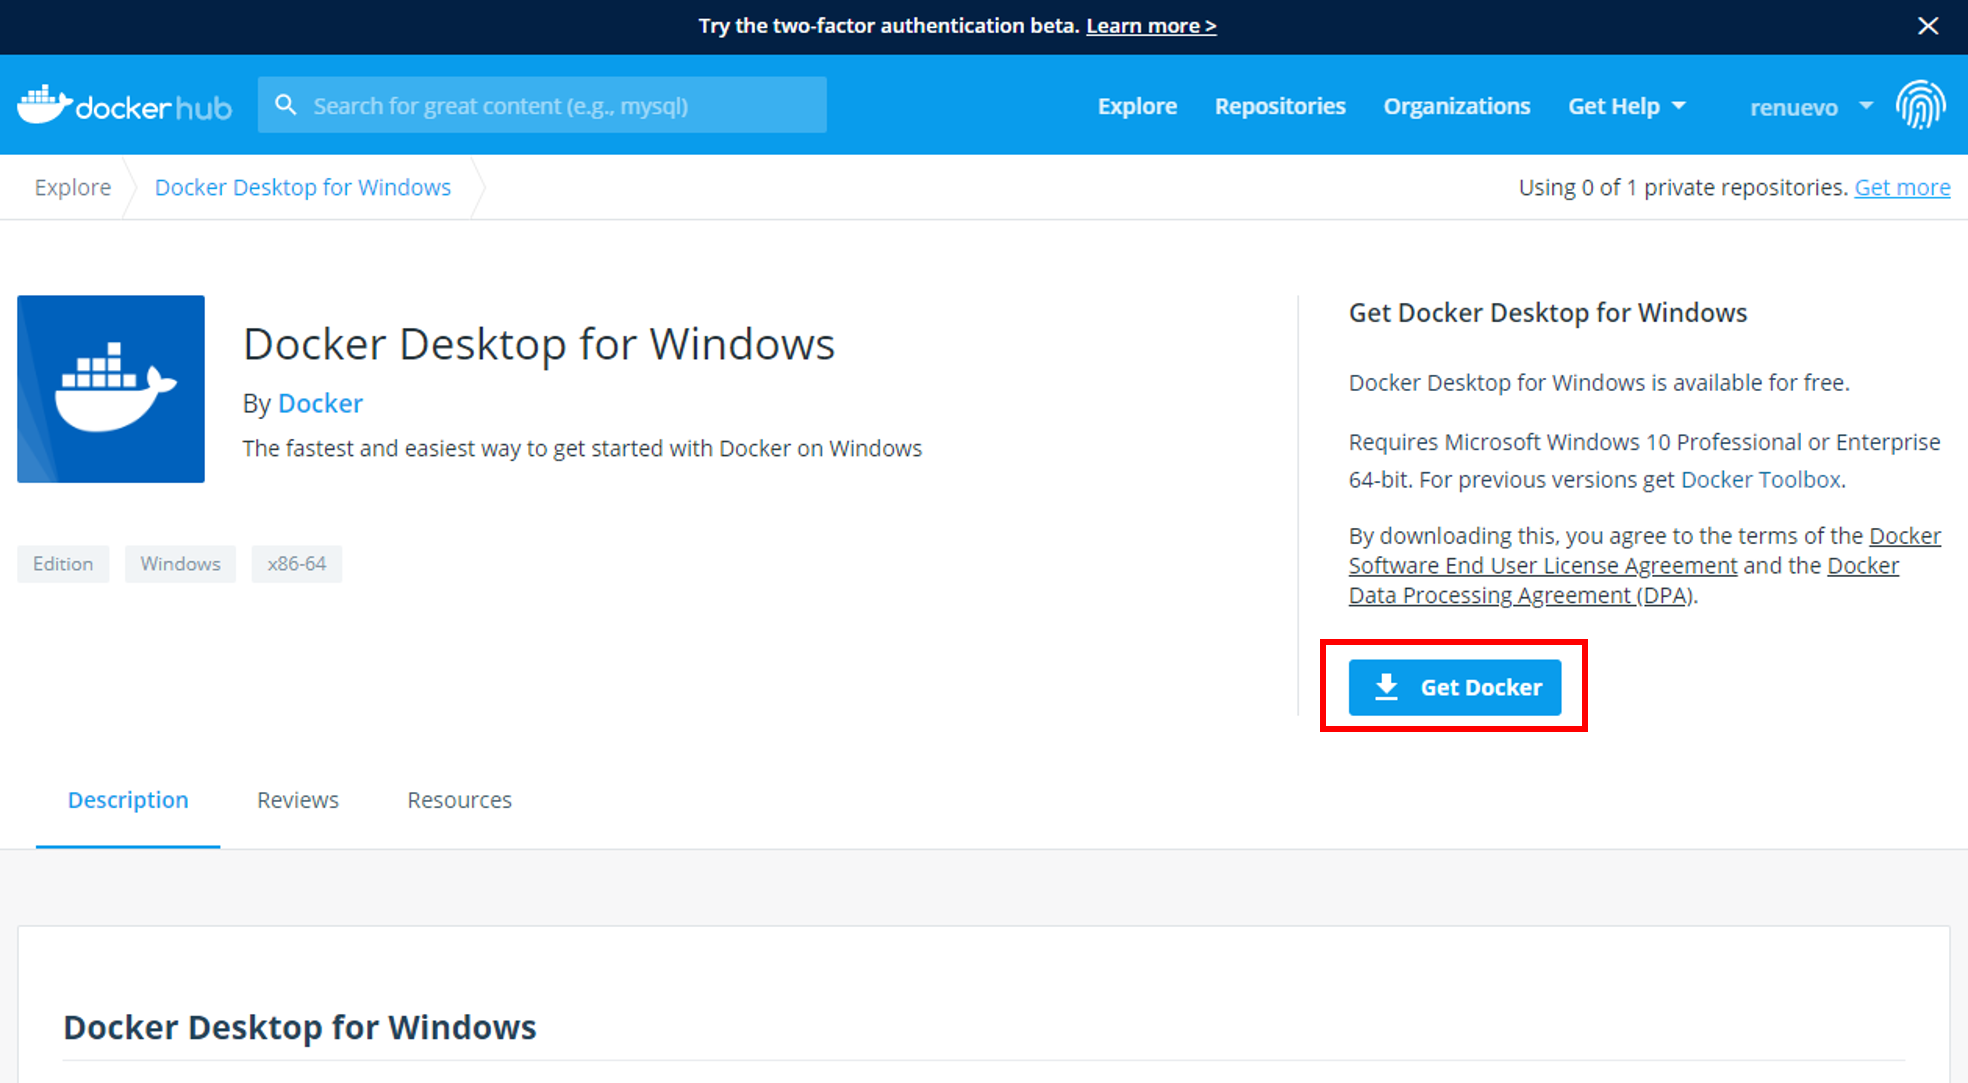 Try the two-factor authentication beta. Learn more >
docker hub
Search for great content (e.g., mysql)
Explore
Repositories
Organizations
Get Help
renuevo
Explore
Docker Desktop for Windows
Using 0 of 1 private repositories. Get more
Docker Desktop for Windows
By Docker
The fastest and easiest way to get started with Docker on Windows
Edition
Windows
x86-64
Get Docker Desktop for Windows
Docker Desktop for Windows is available for free.
Requires Microsoft Windows 10 Professional or Enterprise
64-bit. For previous versions get Docker Toolbox.
By downloading this, you agree to the terms of the Docker
Software End User License Agreement and the Docker
Data Processing Agreement (DPA).
Get Docker
Description
Reviews
Resources
Docker Desktop for Windows